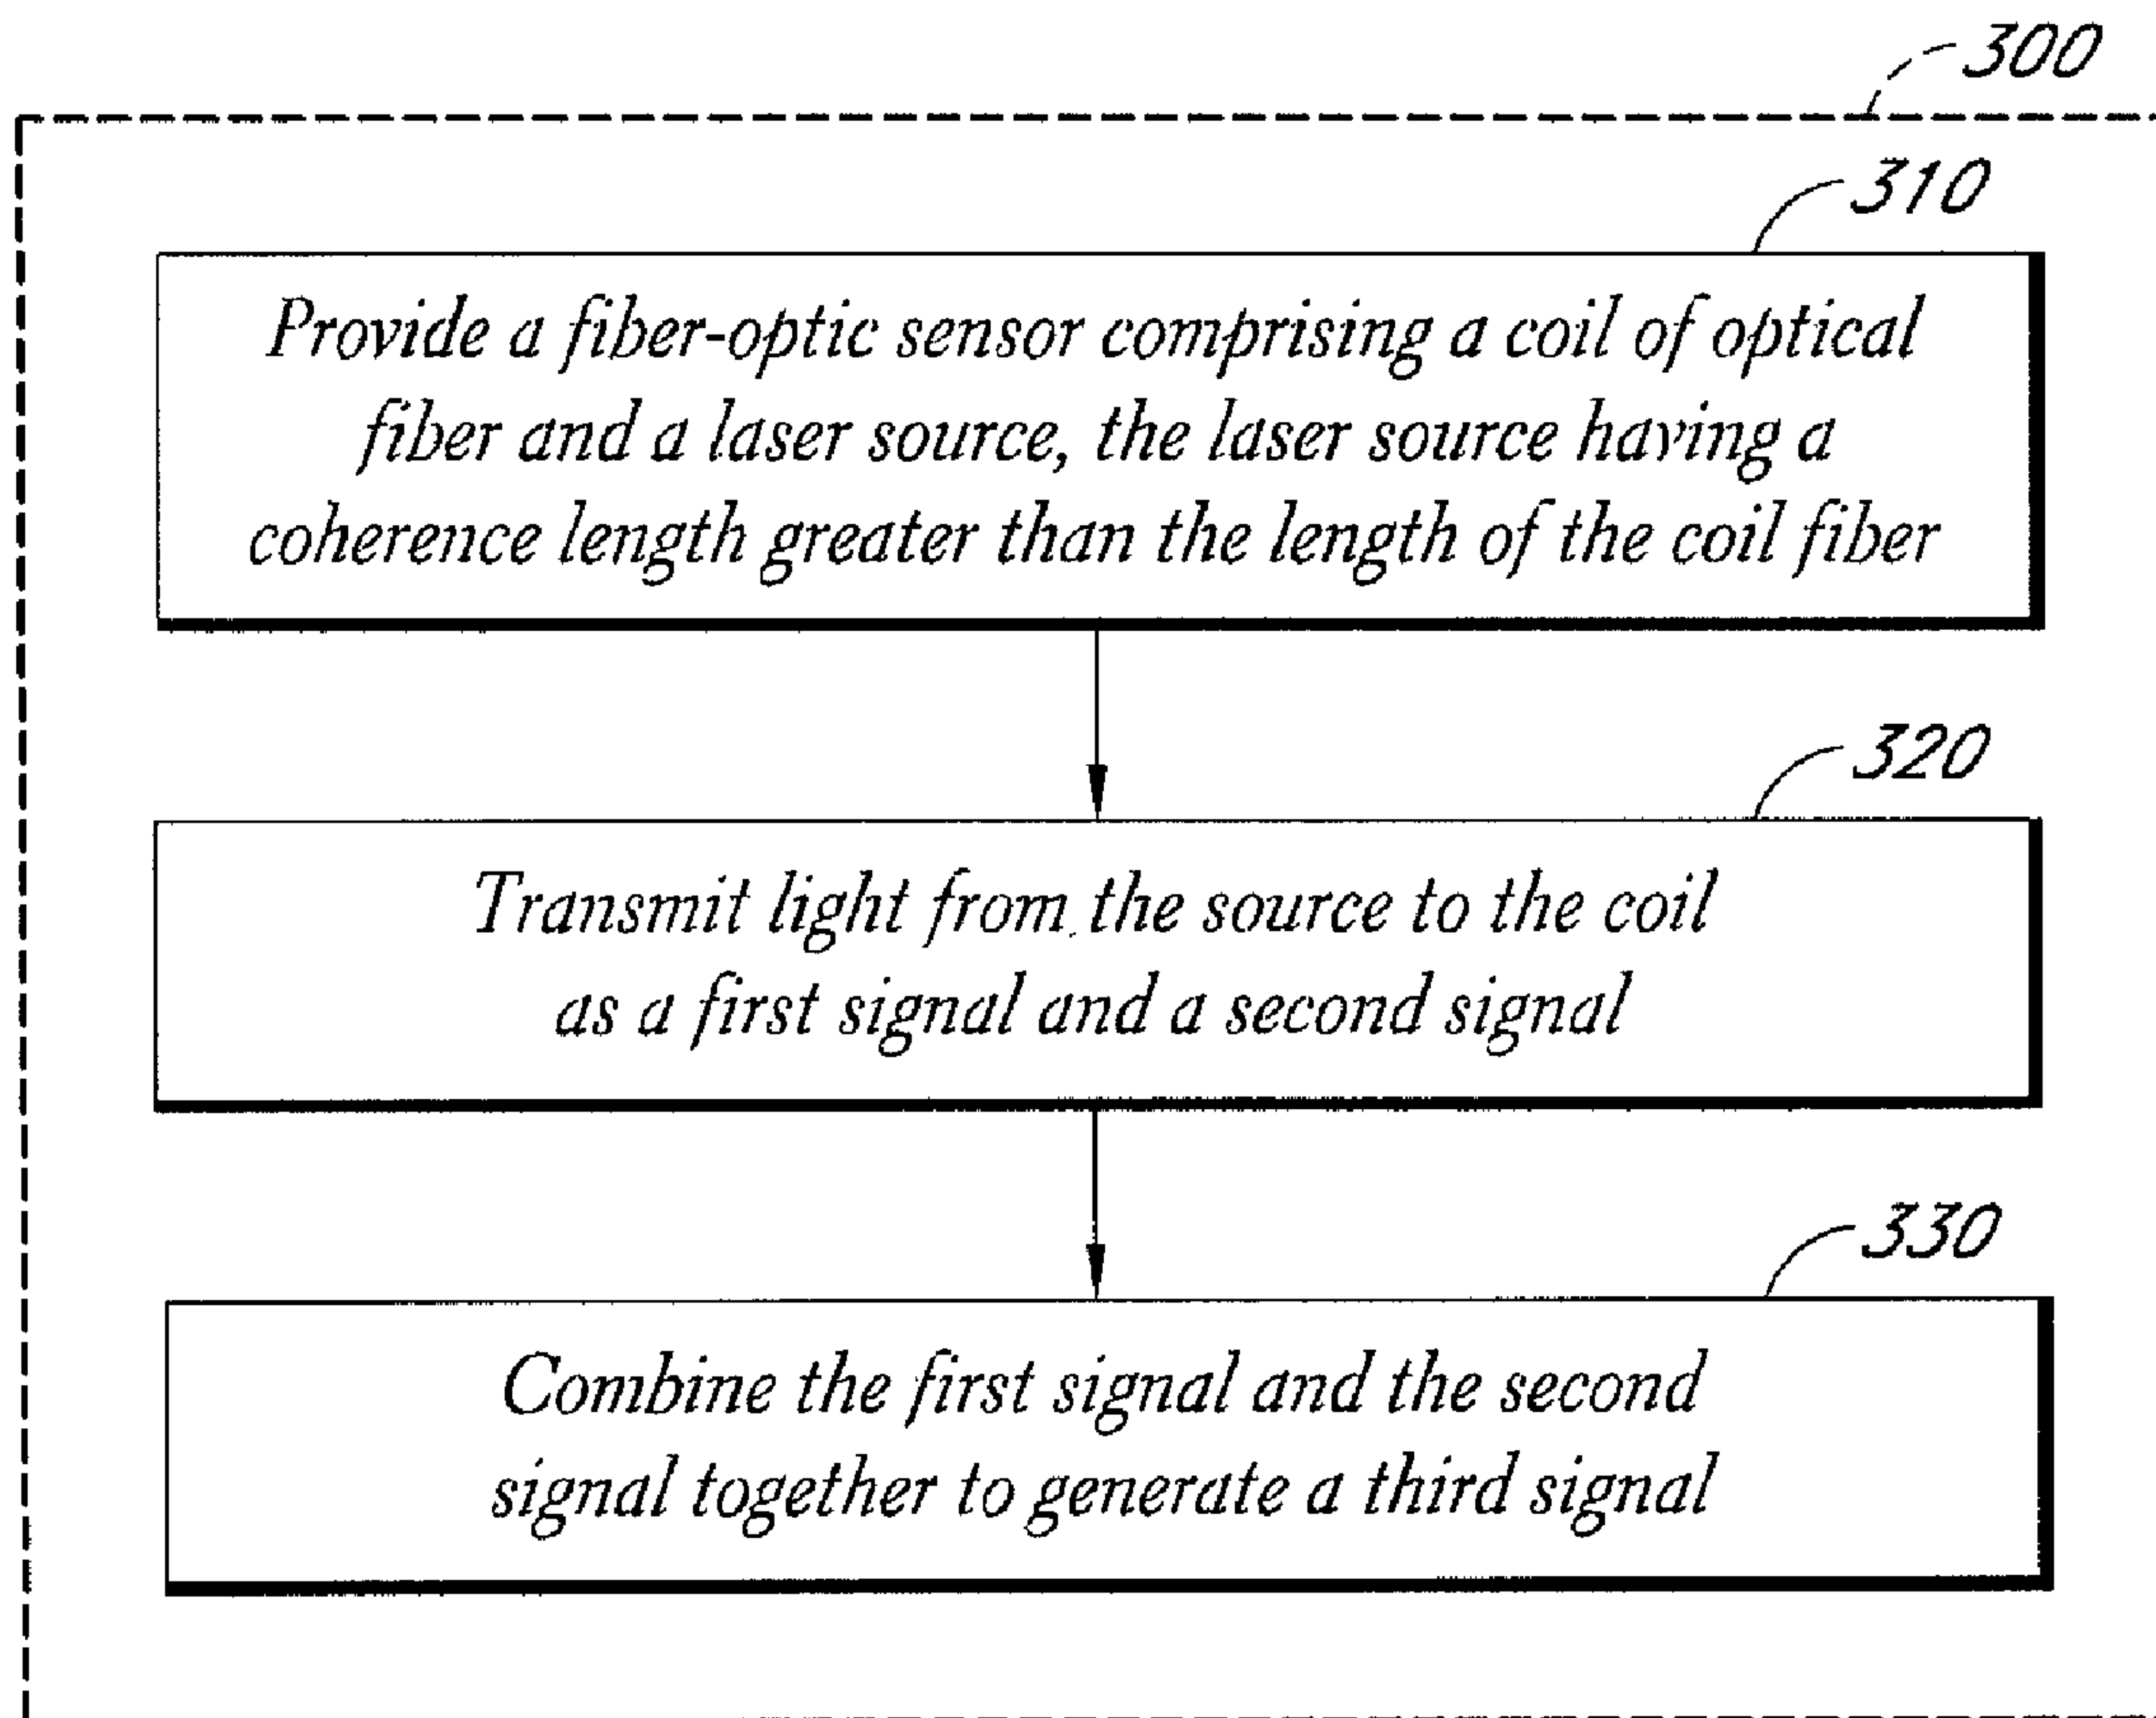 300
310
Provide a fiber-optic sensor comprising a coil of optical
fiber and a laser source, the laser source having a
coherence length greater than the length of the coil fiber
320
Transmit light from the source to the coil
as a first signal and a second signal
330
Combine the first signal and the second
signal together to generate a third signal